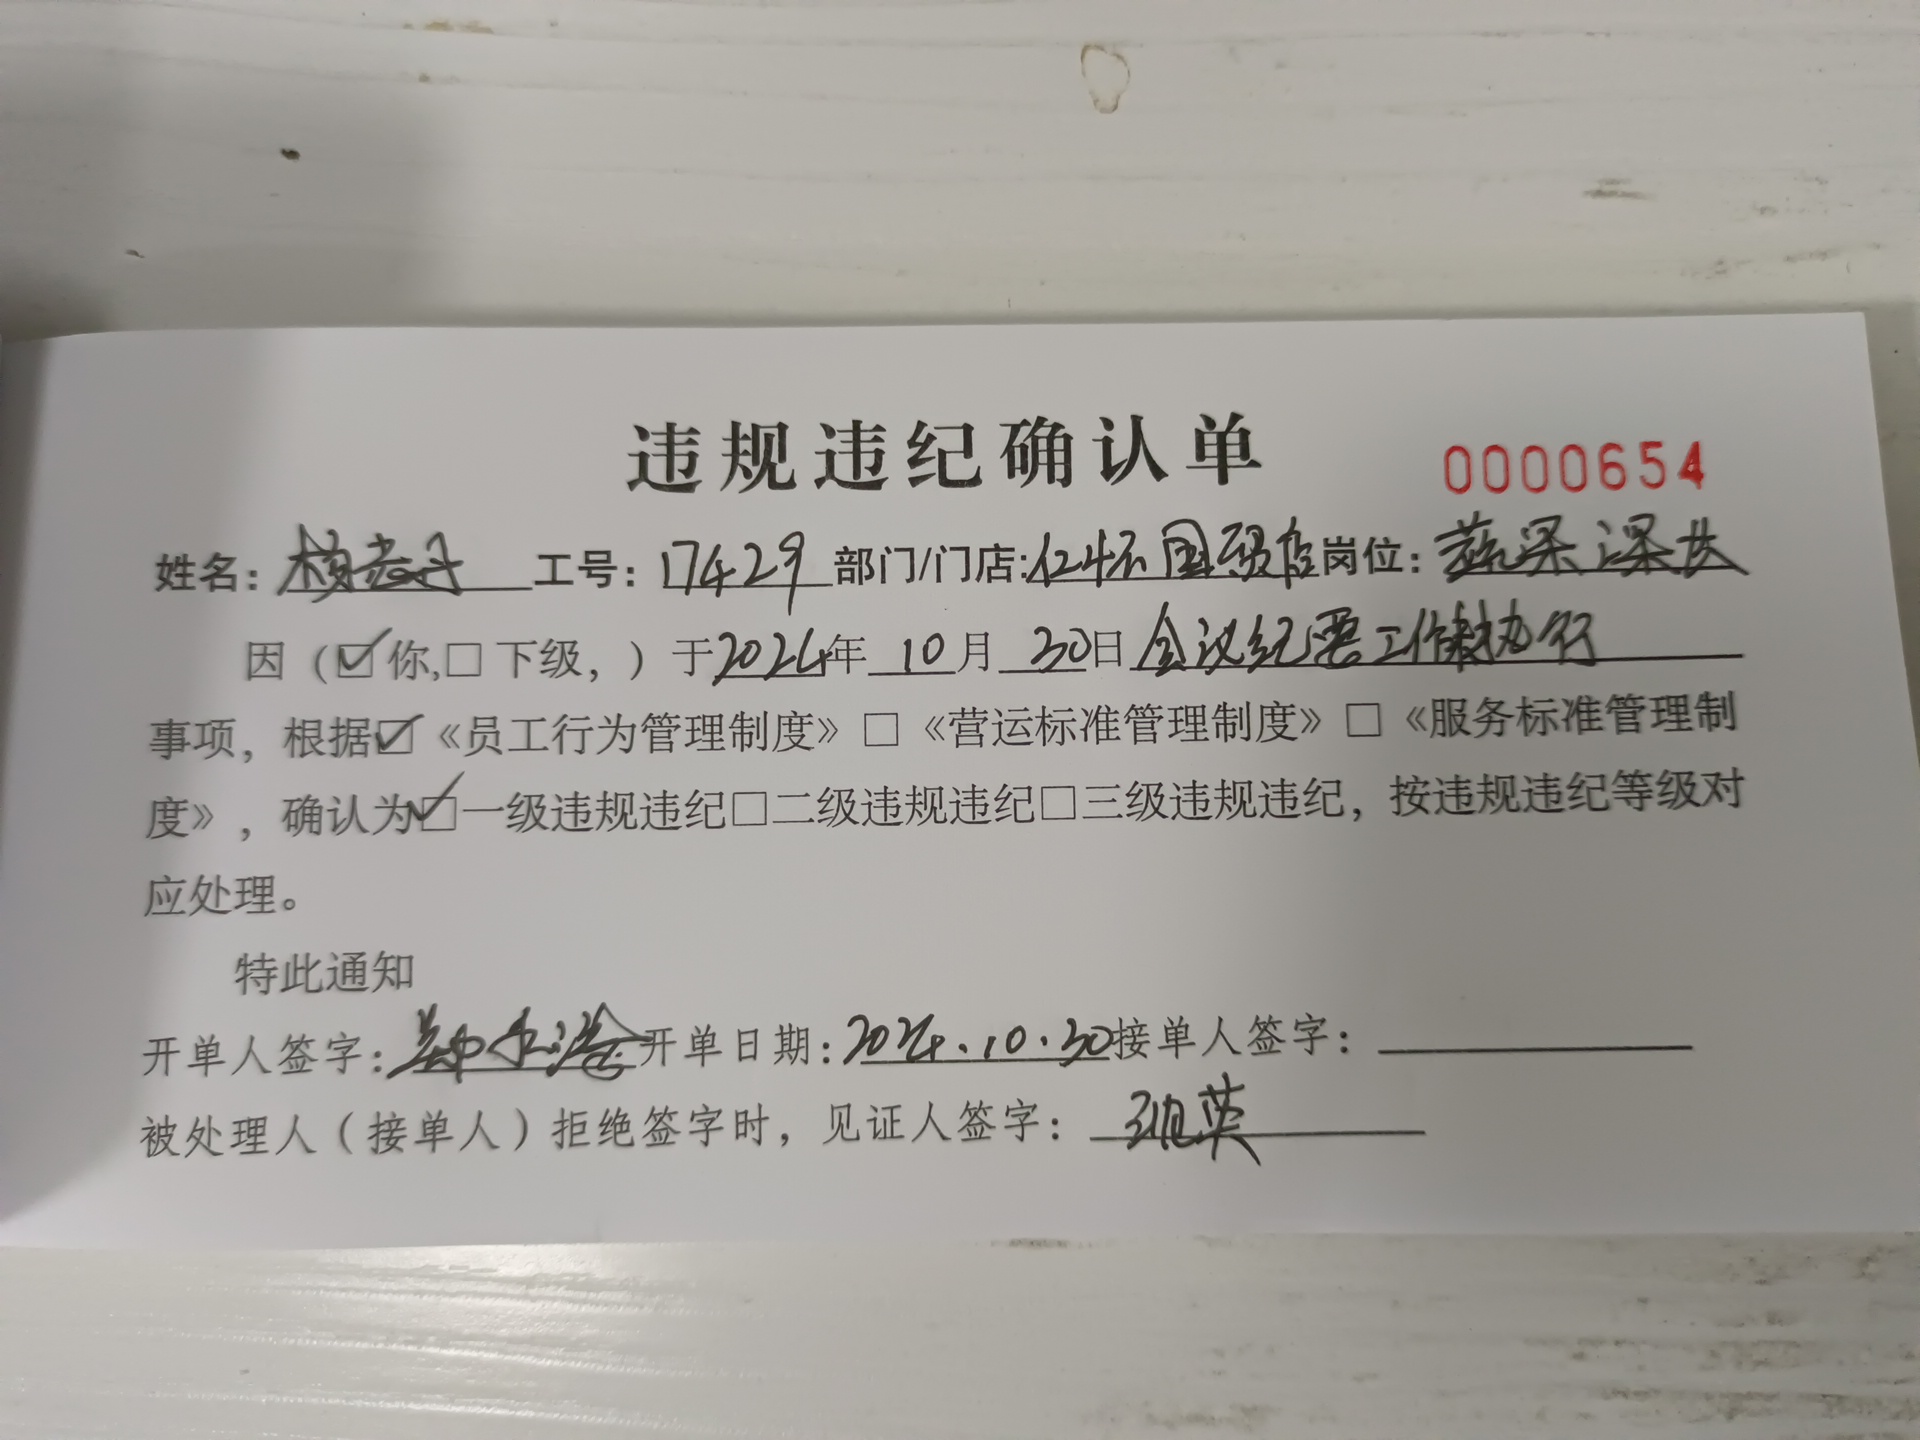 违规违纪确认单 0000654
姓名: 工号: 17429 部门/门店: 岗位:
因（☑你,□下级，）于2024年10月30日会议纪要工作执行
事项，根据☑《员工行为管理制度》□《营运标准管理制度》□《服务标准管理制
度》，确认为☑一级违规违纪□二级违规违纪□三级违规违纪，按违规违纪等级对
应处理。
特此通知
开单人签字: 开单日期: 2024.10.30 接单人签字:
被处理人（接单人）拒绝签字时，见证人签字: